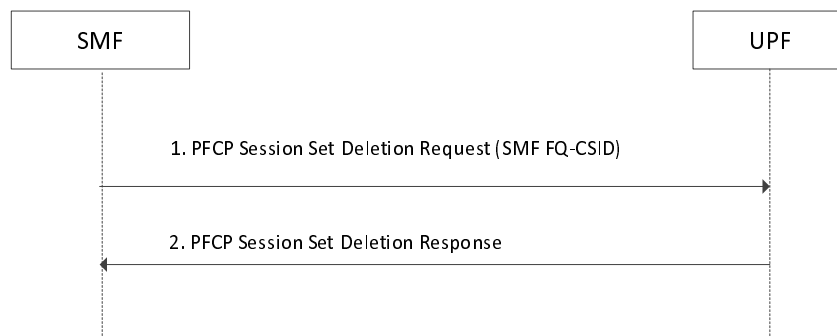 SMF
UPF
1. PFCP Session Set Deletion Request (SMF FQ-CSID)
2. PFCP Session Set Deletion Response